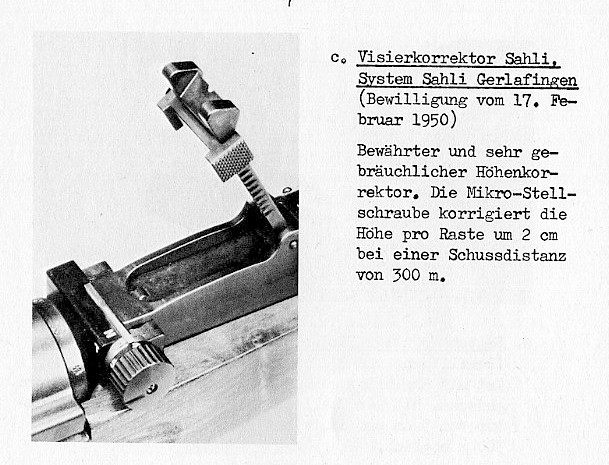 c. Visierkorrektor Sahli,
System Sahli Gerlafingen
(Bewilligung vom 17. Fe-
bruar 1950)
Bewährter und sehr ge-
bräuchlicher Höhenkor-
rektor. Die Mikro-Stell-
schraube korrigiert die
Höhe pro Raste um 2 cm
bei einer Schussdistanz
von 300 m.